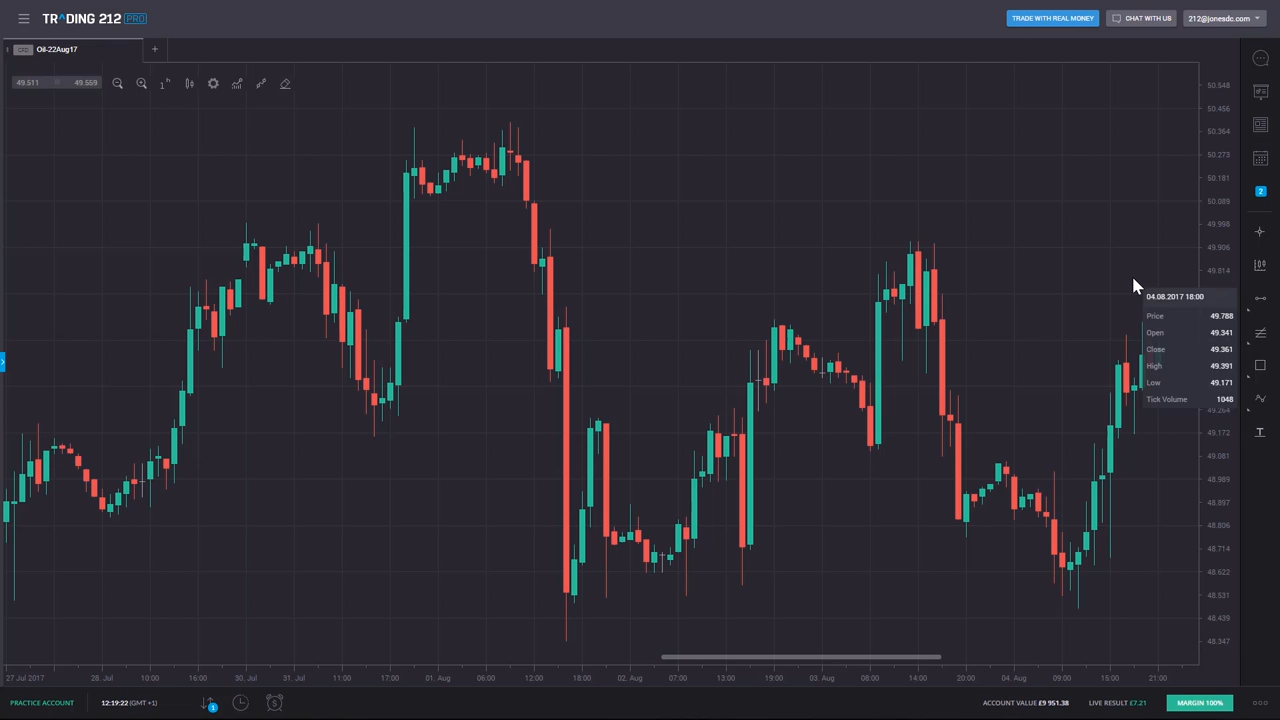 TRADING 212 PRO
TRADE WITH REAL MONEY
CHAT WITH US
212@jonesdc.com
CFD Oil-22Aug17
+
49.511 49.559
1h
50.548
50.456
50.364
50.273
50.181
50.089
49.998
49.906
49.814
04.08.2017 18:00
Price 49.788
Open 49.341
Close 49.361
High 49.391
Low 49.171
Tick Volume 1048
49.264
49.172
49.081
48.989
48.897
48.806
48.714
48.622
48.531
48.439
48.347
2
27 Jul 2017 28. Jul 10:00 16:00 30. Jul 31. Jul 11:00 17:00 01. Aug 06:00 12:00 18:00 02. Aug 07:00 13:00 19:00 03. Aug 08:00 14:00 20:00 04. Aug 09:00 15:00 21:00
PRACTICE ACCOUNT 12:19:22 (GMT +1) 1 ACCOUNT VALUE £9 951.38 LIVE RESULT £7.21 MARGIN 100%